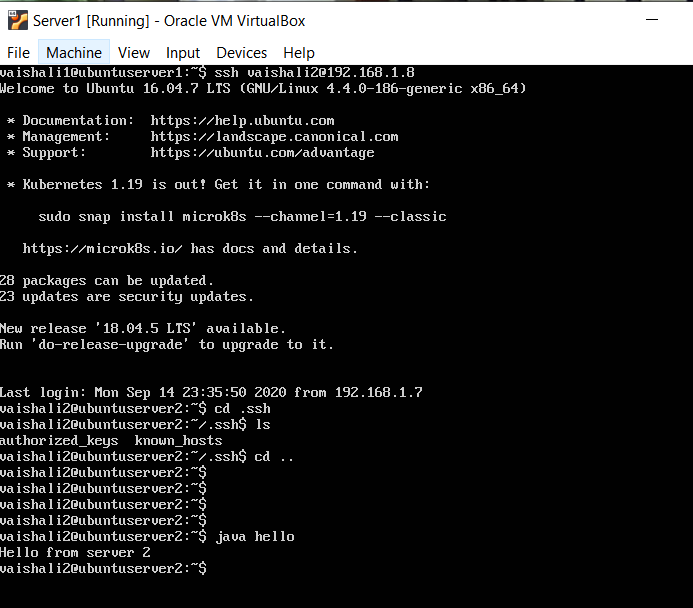 Server1 [Running] - Oracle VM VirtualBox
File Machine View Input Devices Help
vaishali1@ubuntuserver1:~$ ssh vaishali2@192.168.1.8
Welcome to Ubuntu 16.04.7 LTS (GNU/Linux 4.4.0-186-generic x86_64)
* Documentation: https://help.ubuntu.com
* Management: https://landscape.canonical.com
* Support: https://ubuntu.com/advantage
* Kubernetes 1.19 is out! Get it in one command with:
sudo snap install microk8s --channel=1.19 --classic
https://microk8s.io/ has docs and details.
28 packages can be updated.
23 updates are security updates.
New release '18.04.5 LTS' available.
Run 'do-release-upgrade' to upgrade to it.
Last login: Mon Sep 14 23:35:50 2020 from 192.168.1.7
vaishali2@ubuntuserver2:~$ cd .ssh
vaishali2@ubuntuserver2:~/.ssh$ ls
authorized_keys known_hosts
vaishali2@ubuntuserver2:~/.ssh$ cd ..
vaishali2@ubuntuserver2:~$
vaishali2@ubuntuserver2:~$
vaishali2@ubuntuserver2:~$
vaishali2@ubuntuserver2:~$
vaishali2@ubuntuserver2:~$ java hello
Hello from server 2
vaishali2@ubuntuserver2:~$